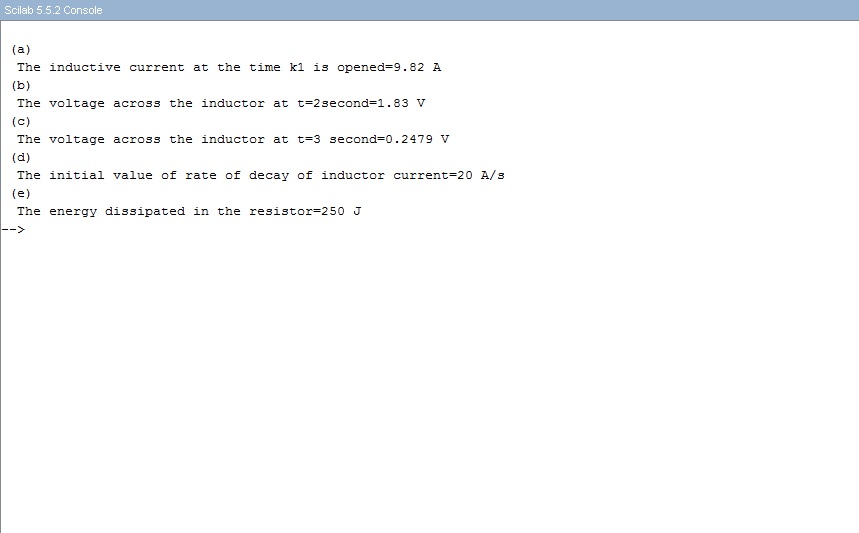 Scilab 5.5.2 Console
(a)
The inductive current at the time k1 is opened=9.82 A
(b)
The voltage across the inductor at t=2second=1.83 V
(c)
The voltage across the inductor at t=3 second=0.2479 V
(d)
The initial value of rate of decay of inductor current=20 A/s
(e)
The energy dissipated in the resistor=250 J
-->